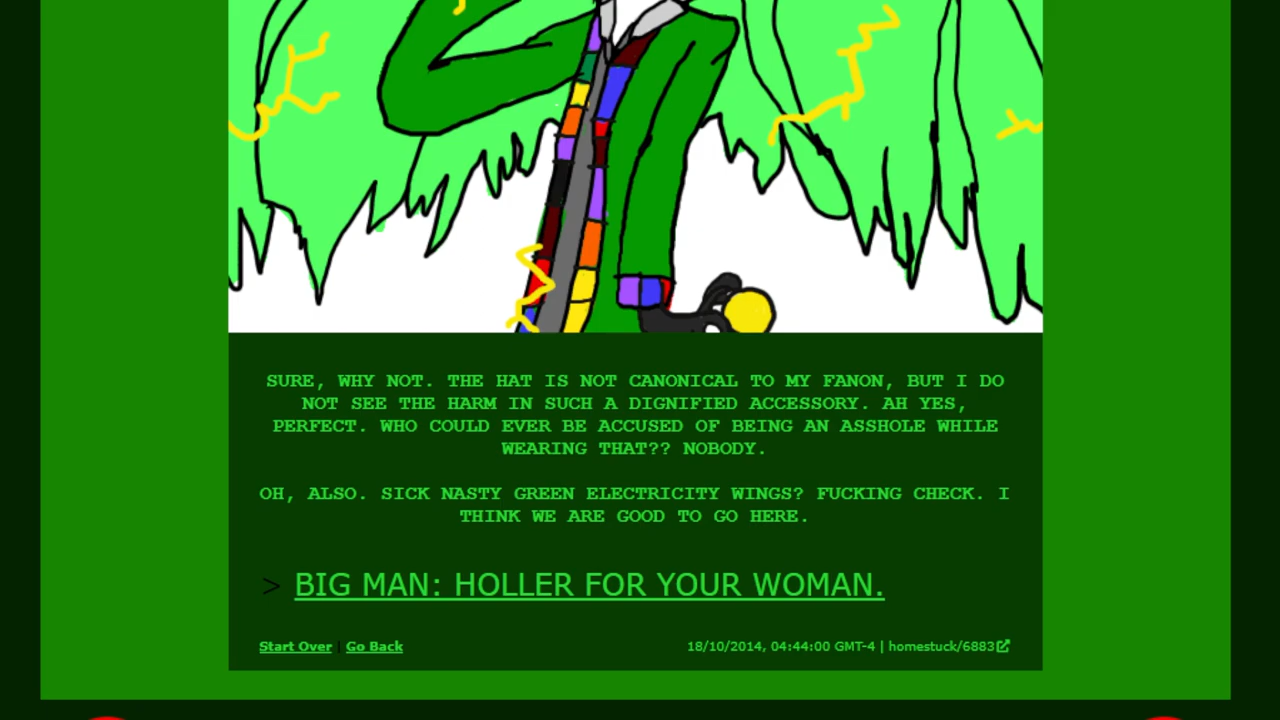 SURE, WHY NOT. THE HAT IS NOT CANONICAL TO MY FANON, BUT I DO
NOT SEE THE HARM IN SUCH A DIGNIFIED ACCESSORY. AH YES,
PERFECT. WHO COULD EVER BE ACCUSED OF BEING AN ASSHOLE WHILE
WEARING THAT?? NOBODY.
OH, ALSO. SICK NASTY GREEN ELECTRICITY WINGS? FUCKING CHECK. I
THINK WE ARE GOOD TO GO HERE.
> BIG MAN: HOLLER FOR YOUR WOMAN.
Start Over | Go Back 18/10/2014, 04:44:00 GMT-4 | homestuck/6883